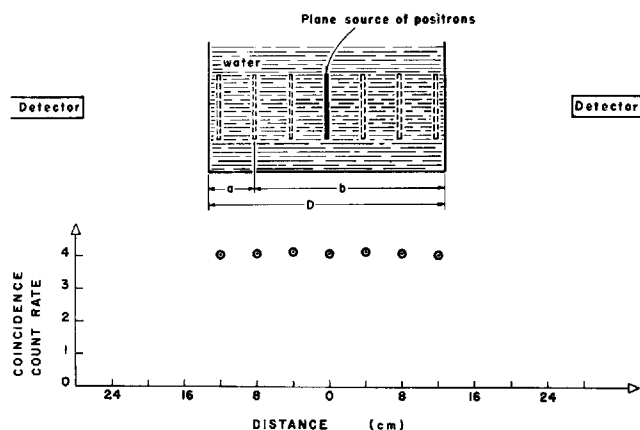 Plane source of positrons
water
Detector
Detector
a
b
D
COINCIDENCE
COUNT RATE
4
3
2
1
0
24
16
8
0
8
16
24
DISTANCE (cm)